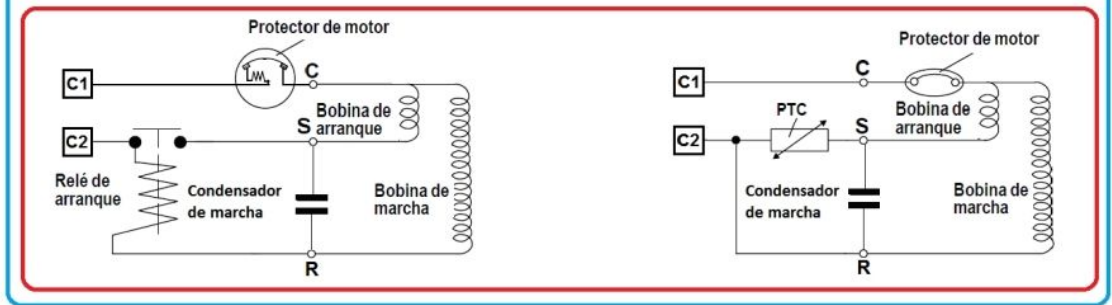 Protector de motor
C1
C
Bobina de
arranque
S
C2
Relé de
arranque
Condensador
de marcha
Bobina de
marcha
R
Protector de motor
C1
C
PTC
Bobina de
arranque
S
C2
Condensador
de marcha
Bobina de
marcha
R